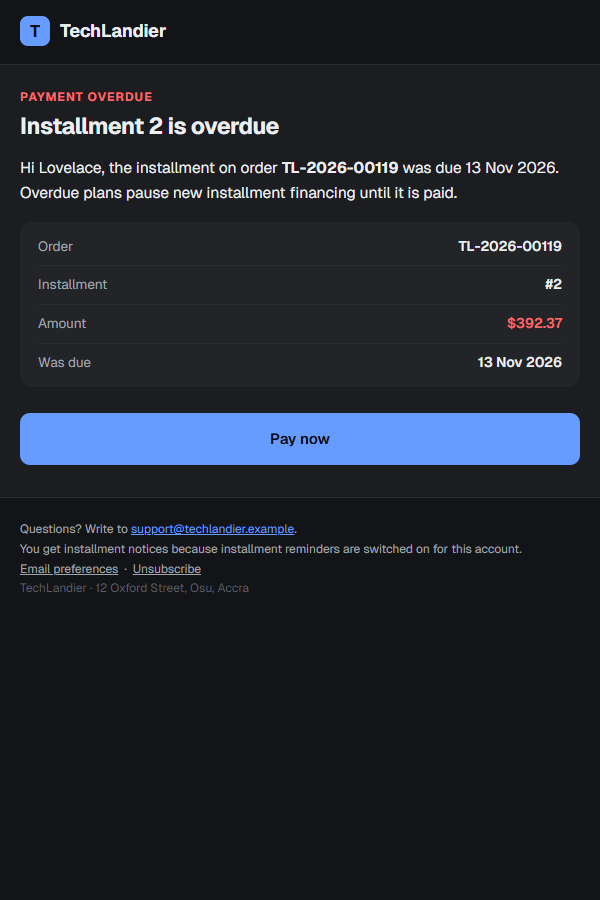 T TechLandier
PAYMENT OVERDUE
Installment 2 is overdue
Hi Lovelace, the installment on order TL-2026-00119 was due 13 Nov 2026.
Overdue plans pause new installment financing until it is paid.
Order TL-2026-00119
Installment #2
Amount $392.37
Was due 13 Nov 2026
Pay now
Questions? Write to support@techlandier.example.
You get installment notices because installment reminders are switched on for this account.
Email preferences · Unsubscribe
TechLandier · 12 Oxford Street, Osu, Accra